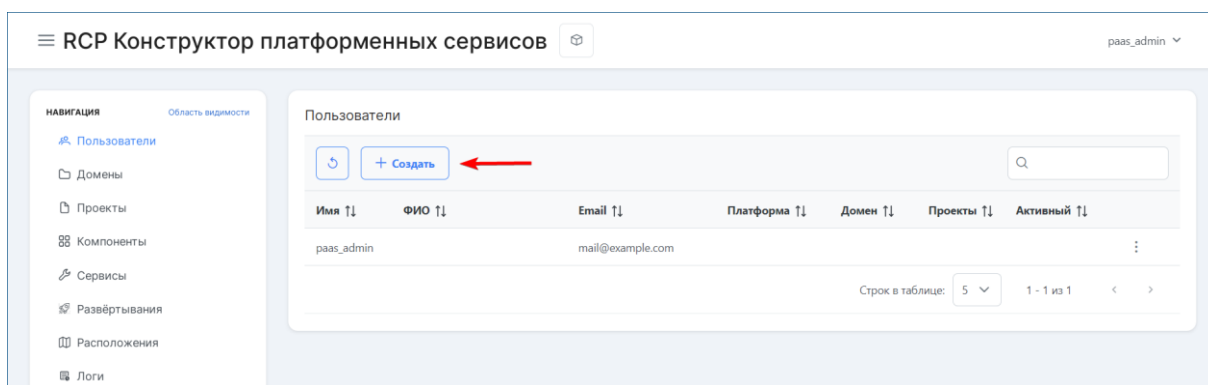 RCP Конструктор платформенных сервисов
paas_admin
НАВИГАЦИЯ Область видимости
Пользователи
Домены
Проекты
Компоненты
Сервисы
Развёртывания
Расположения
Логи
Пользователи
+ Создать
Имя ФИО Email Платформа Домен Проекты Активный
paas_admin mail@example.com
Строк в таблице: 5 1 - 1 из 1